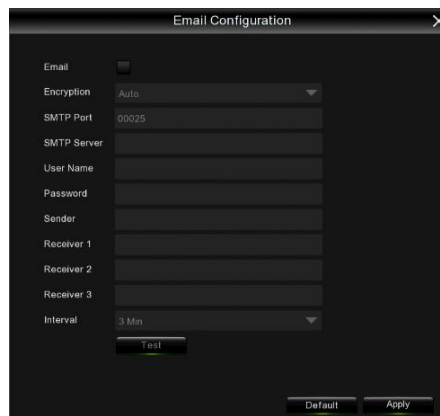 Email Configuration
Email
Encryption Auto
SMTP Port 00025
SMTP Server
User Name
Password
Sender
Receiver 1
Receiver 2
Receiver 3
Interval 3 Min
Test
Default Apply